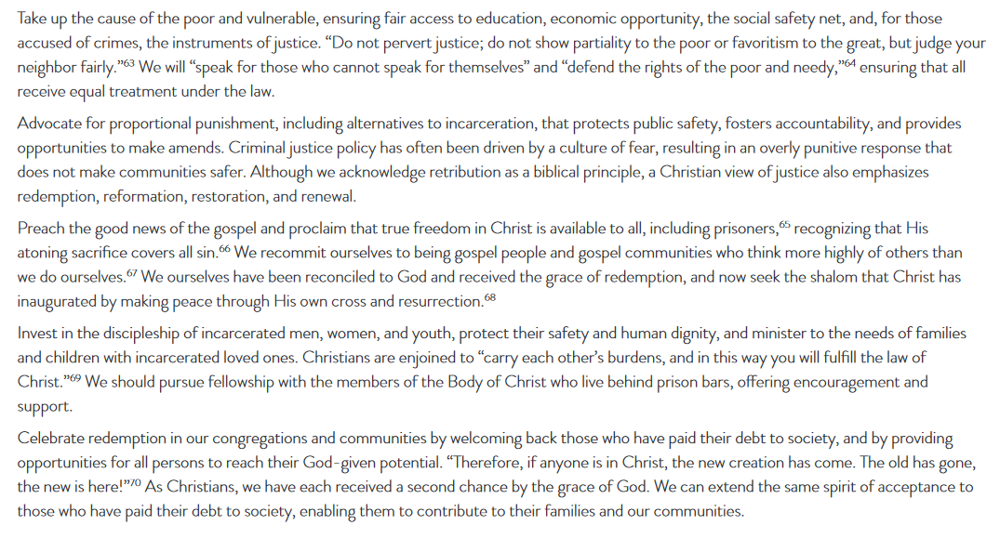 Take up the cause of the poor and vulnerable, ensuring fair access to education, economic opportunity, the social safety net, and, for those
accused of crimes, the instruments of justice. “Do not pervert justice; do not show partiality to the poor or favoritism to the great, but judge your
neighbor fairly.”⁶³ We will “speak for those who cannot speak for themselves” and “defend the rights of the poor and needy,”⁶⁴ ensuring that all
receive equal treatment under the law.
Advocate for proportional punishment, including alternatives to incarceration, that protects public safety, fosters accountability, and provides
opportunities to make amends. Criminal justice policy has often been driven by a culture of fear, resulting in an overly punitive response that
does not make communities safer. Although we acknowledge retribution as a biblical principle, a Christian view of justice also emphasizes
redemption, reformation, restoration, and renewal.
Preach the good news of the gospel and proclaim that true freedom in Christ is available to all, including prisoners,⁶⁵ recognizing that His
atoning sacrifice covers all sin.⁶⁶ We recommit ourselves to being gospel people and gospel communities who think more highly of others than
we do ourselves.⁶⁷ We ourselves have been reconciled to God and received the grace of redemption, and now seek the shalom that Christ has
inaugurated by making peace through His own cross and resurrection.⁶⁸
Invest in the discipleship of incarcerated men, women, and youth, protect their safety and human dignity, and minister to the needs of families
and children with incarcerated loved ones. Christians are enjoined to “carry each other’s burdens, and in this way you will fulfill the law of
Christ.”⁶⁹ We should pursue fellowship with the members of the Body of Christ who live behind prison bars, offering encouragement and
support.
Celebrate redemption in our congregations and communities by welcoming back those who have paid their debt to society, and by providing
opportunities for all persons to reach their God-given potential. “Therefore, if anyone is in Christ, the new creation has come. The old has gone,
the new is here!”⁷⁰ As Christians, we have each received a second chance by the grace of God. We can extend the same spirit of acceptance to
those who have paid their debt to society, enabling them to contribute to their families and our communities.